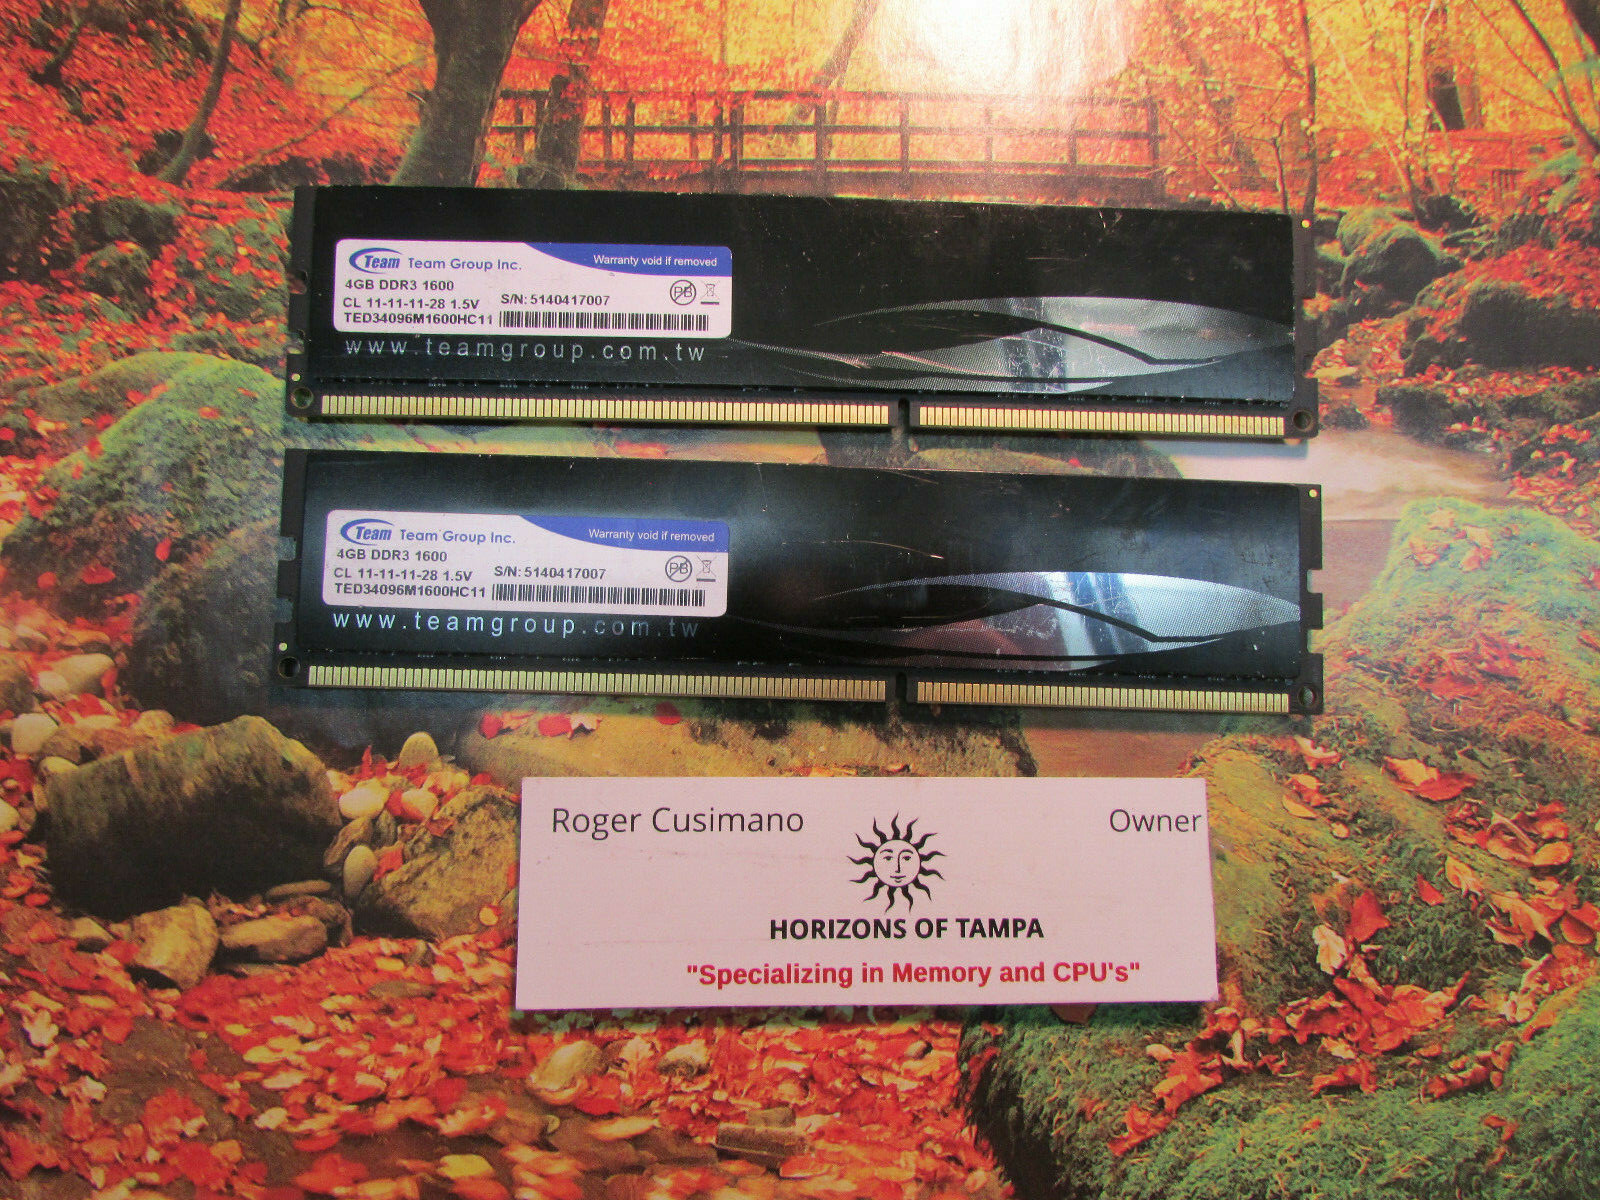 Team Team Group Inc. Warranty void if removed
4GB DDR3 1600
CL 11-11-11-28 1.5V S/N: 5140417007
TED34096M1600HC11
www.teamgroup.com.tw
Team Team Group Inc. Warranty void if removed
4GB DDR3 1600
CL 11-11-11-28 1.5V S/N: 5140417007
TED34096M1600HC11
www.teamgroup.com.tw
Roger Cusimano Owner
HORIZONS OF TAMPA
"Specializing in Memory and CPU's"